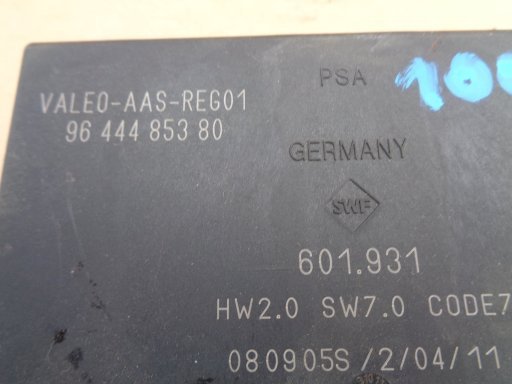 PSA
VALEO-AAS-REG01
96 444 853 80
GERMANY
SWF
601.931
HW2.0 SW7.0 CODE7
080905S/2/04/11